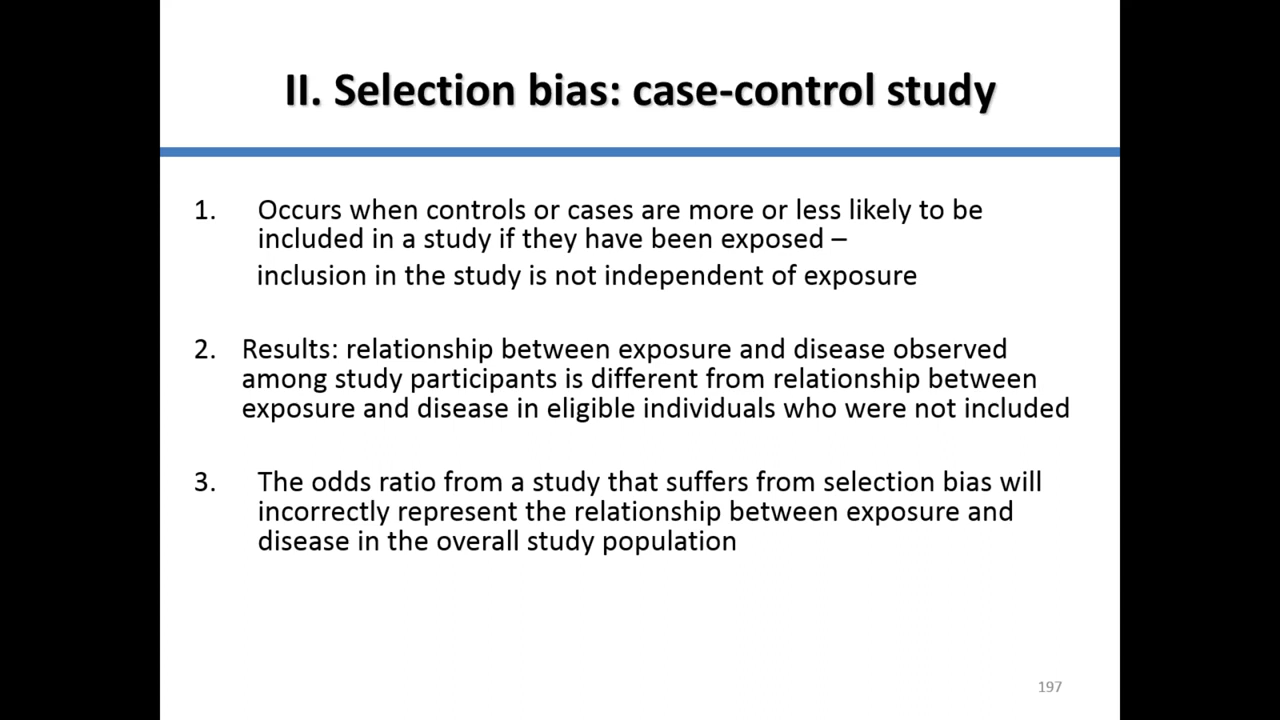 II. Selection bias: case-control study
1. Occurs when controls or cases are more or less likely to be
included in a study if they have been exposed –
inclusion in the study is not independent of exposure
2. Results: relationship between exposure and disease observed
among study participants is different from relationship between
exposure and disease in eligible individuals who were not included
3. The odds ratio from a study that suffers from selection bias will
incorrectly represent the relationship between exposure and
disease in the overall study population
197